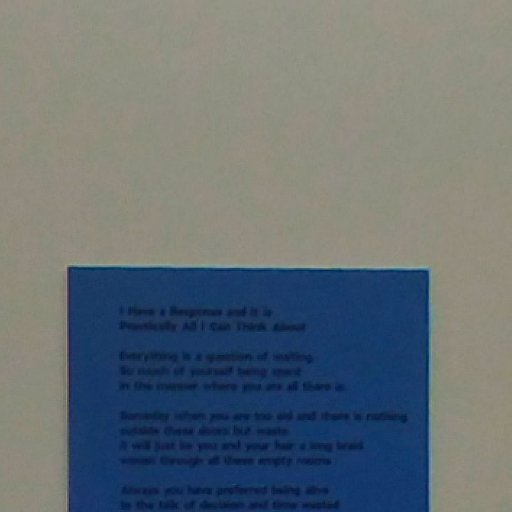 I Have a Response and it is
Practically All I Can Think About
Everything is a question of waiting.
So much of yourself being spent
in the manner where you are all there is.
Someday when you are too old and there is nothing
outside these doors but waste
it will just be you and your hair a long braid
woven through all these empty rooms
Always you have preferred being alive
to the talk of decision and time wasted